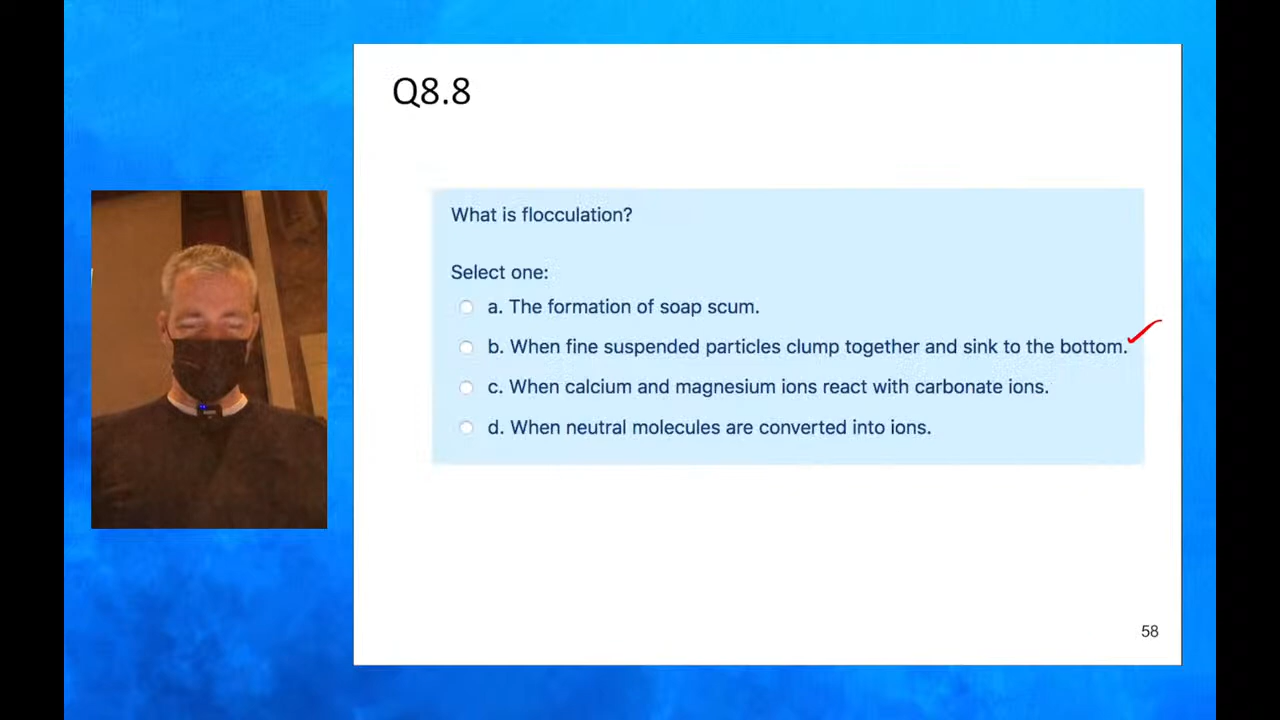 Q8.8
What is flocculation?
Select one:
a. The formation of soap scum.
b. When fine suspended particles clump together and sink to the bottom.
c. When calcium and magnesium ions react with carbonate ions.
d. When neutral molecules are converted into ions.
58